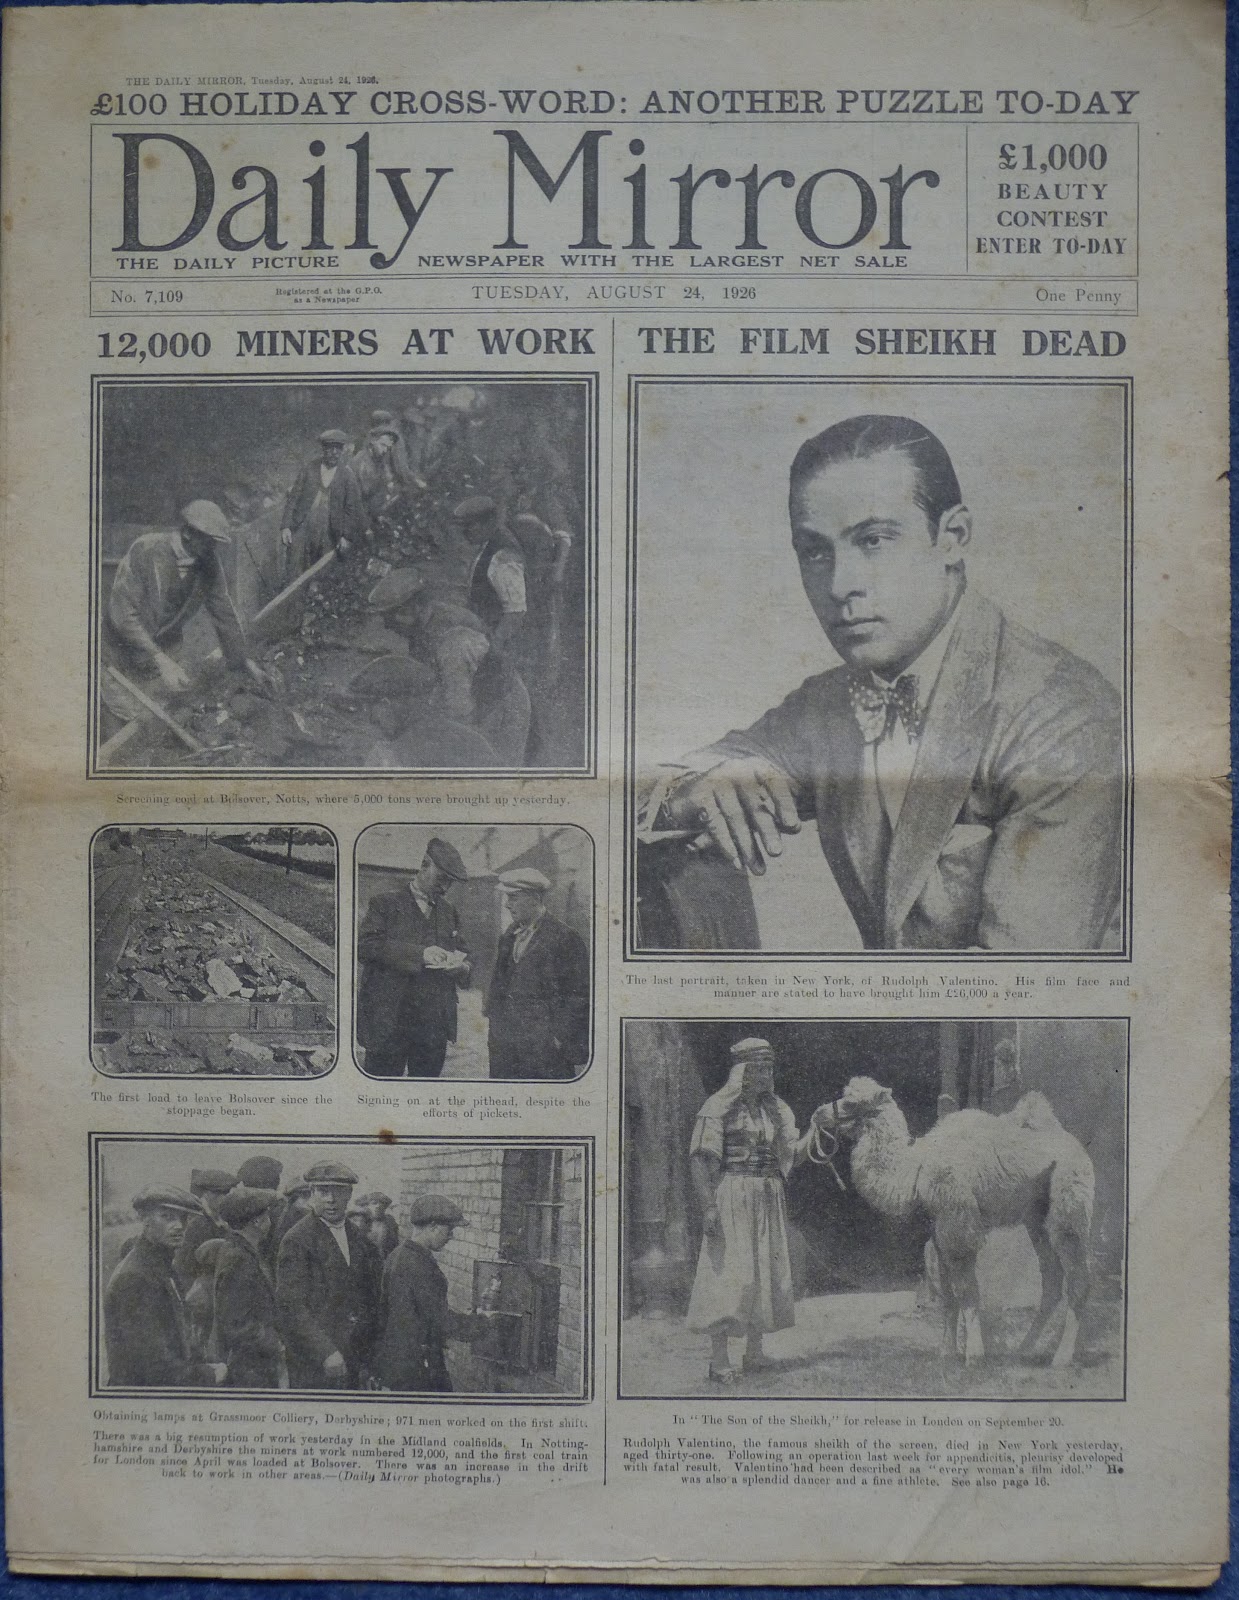 THE DAILY MIRROR, Tuesday, August 24, 1926.
£100 HOLIDAY CROSS-WORD: ANOTHER PUZZLE TO-DAY
Daily Mirror
THE DAILY PICTURE NEWSPAPER WITH THE LARGEST NET SALE
£1,000
BEAUTY
CONTEST
ENTER TO-DAY
No. 7,109
Registered at the G.P.O.
as a Newspaper
TUESDAY, AUGUST 24, 1926
One Penny
12,000 MINERS AT WORK
Screening coal at Bolsover, Notts, where 5,000 tons were brought up yesterday.
The first load to leave Bolsover since the
stoppage began.
Signing on at the pithead, despite the
efforts of pickets.
Obtaining lamps at Grassmoor Colliery, Derbyshire; 971 men worked on the first shift.
There was a big resumption of work yesterday in the Midland coalfields. In Notting-
hamshire and Derbyshire the miners at work numbered 12,000, and the first coal train
for London since April was loaded at Bolsover. There was an increase in the drift
back to work in other areas.—(Daily Mirror photographs.)
THE FILM SHEIKH DEAD
The last portrait, taken in New York, of Rudolph Valentino. His film face and
manner are stated to have brought him a year.
In "The Son of the Sheikh," for release in London on September 20.
Rudolph Valentino, the famous sheikh of the screen, died in New York yesterday,
aged thirty-one. Following an operation last week for appendicitis, pleurisy developed
with fatal result. Valentino had been described as "every woman's film idol." He
was also a splendid dancer and a fine athlete. See also page 16.